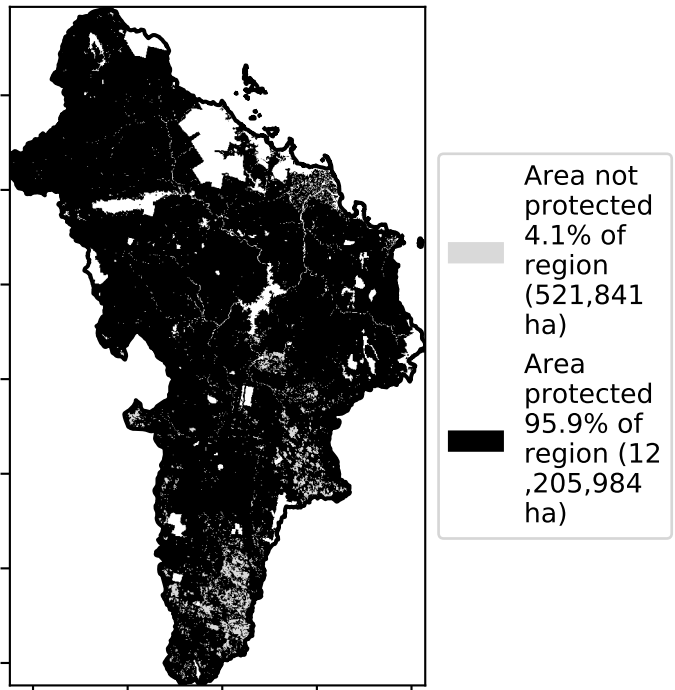 Area not
protected
4.1% of
region
(521,841
ha)
Area
protected
95.9% of
region (12
,205,984
ha)